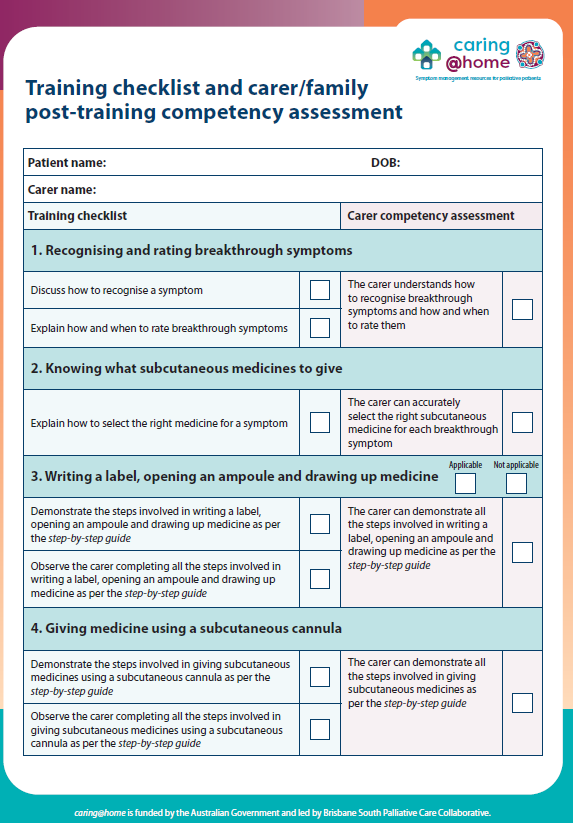 caring
@home
Symptom management resources for palliative patients
Training checklist and carer/family
post-training competency assessment
Patient name:
DOB:
Carer name:
Training checklist
Carer competency assessment
1. Recognising and rating breakthrough symptoms
Discuss how to recognise a symptom
Explain how and when to rate breakthrough symptoms
The carer understands how
to recognise breakthrough
symptoms and how and when
to rate them
2. Knowing what subcutaneous medicines to give
Explain how to select the right medicine for a symptom
The carer can accurately
select the right subcutaneous
medicine for each breakthrough
symptom
3. Writing a label, opening an ampoule and drawing up medicine
Applicable
Not applicable
Demonstrate the steps involved in writing a label,
opening an ampoule and drawing up medicine as per
the step-by-step guide
Observe the carer completing all the steps involved in
writing a label, opening an ampoule and drawing up
medicine as per the step-by-step guide
The carer can demonstrate all
the steps involved in writing a
label, opening an ampoule and
drawing up medicine as per the
step-by-step guide
4. Giving medicine using a subcutaneous cannula
Demonstrate the steps involved in giving subcutaneous
medicines using a subcutaneous cannula as per the
step-by-step guide
Observe the carer completing all the steps involved in
giving subcutaneous medicines using a subcutaneous
cannula as per the step-by-step guide
The carer can demonstrate all
the steps involved in giving
subcutaneous medicines as
per the step-by-step guide
caring@home is funded by the Australian Government and led by Brisbane South Palliative Care Collaborative.